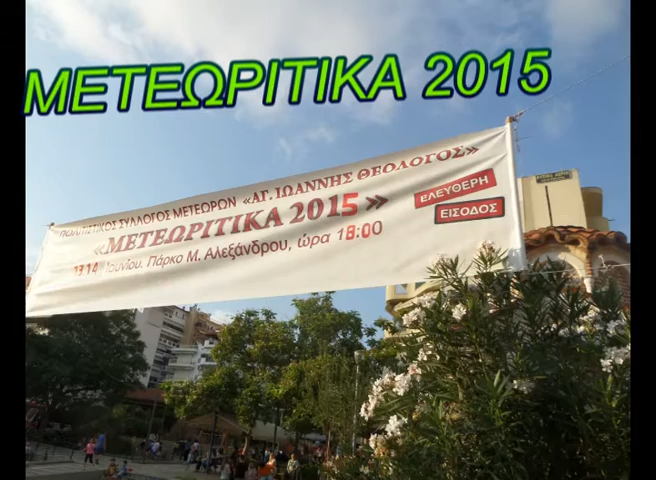 ΜΕΤΕΩΡΙΤΙΚΑ 2015
ΠΟΛΙΤΙΣΤΙΚΟΣ ΣΥΛΛΟΓΟΣ ΜΕΤΕΩΡΩΝ «ΑΓ. ΙΩΑΝΝΗΣ ΘΕΟΛΟΓΟΣ»
«ΜΕΤΕΩΡΙΤΙΚΑ 2015»
13 14 Ιουνίου, Πάρκο Μ. Αλεξάνδρου, ώρα 18:00
ΕΛΕΥΘΕΡΗ
ΕΙΣΟΔΟΣ